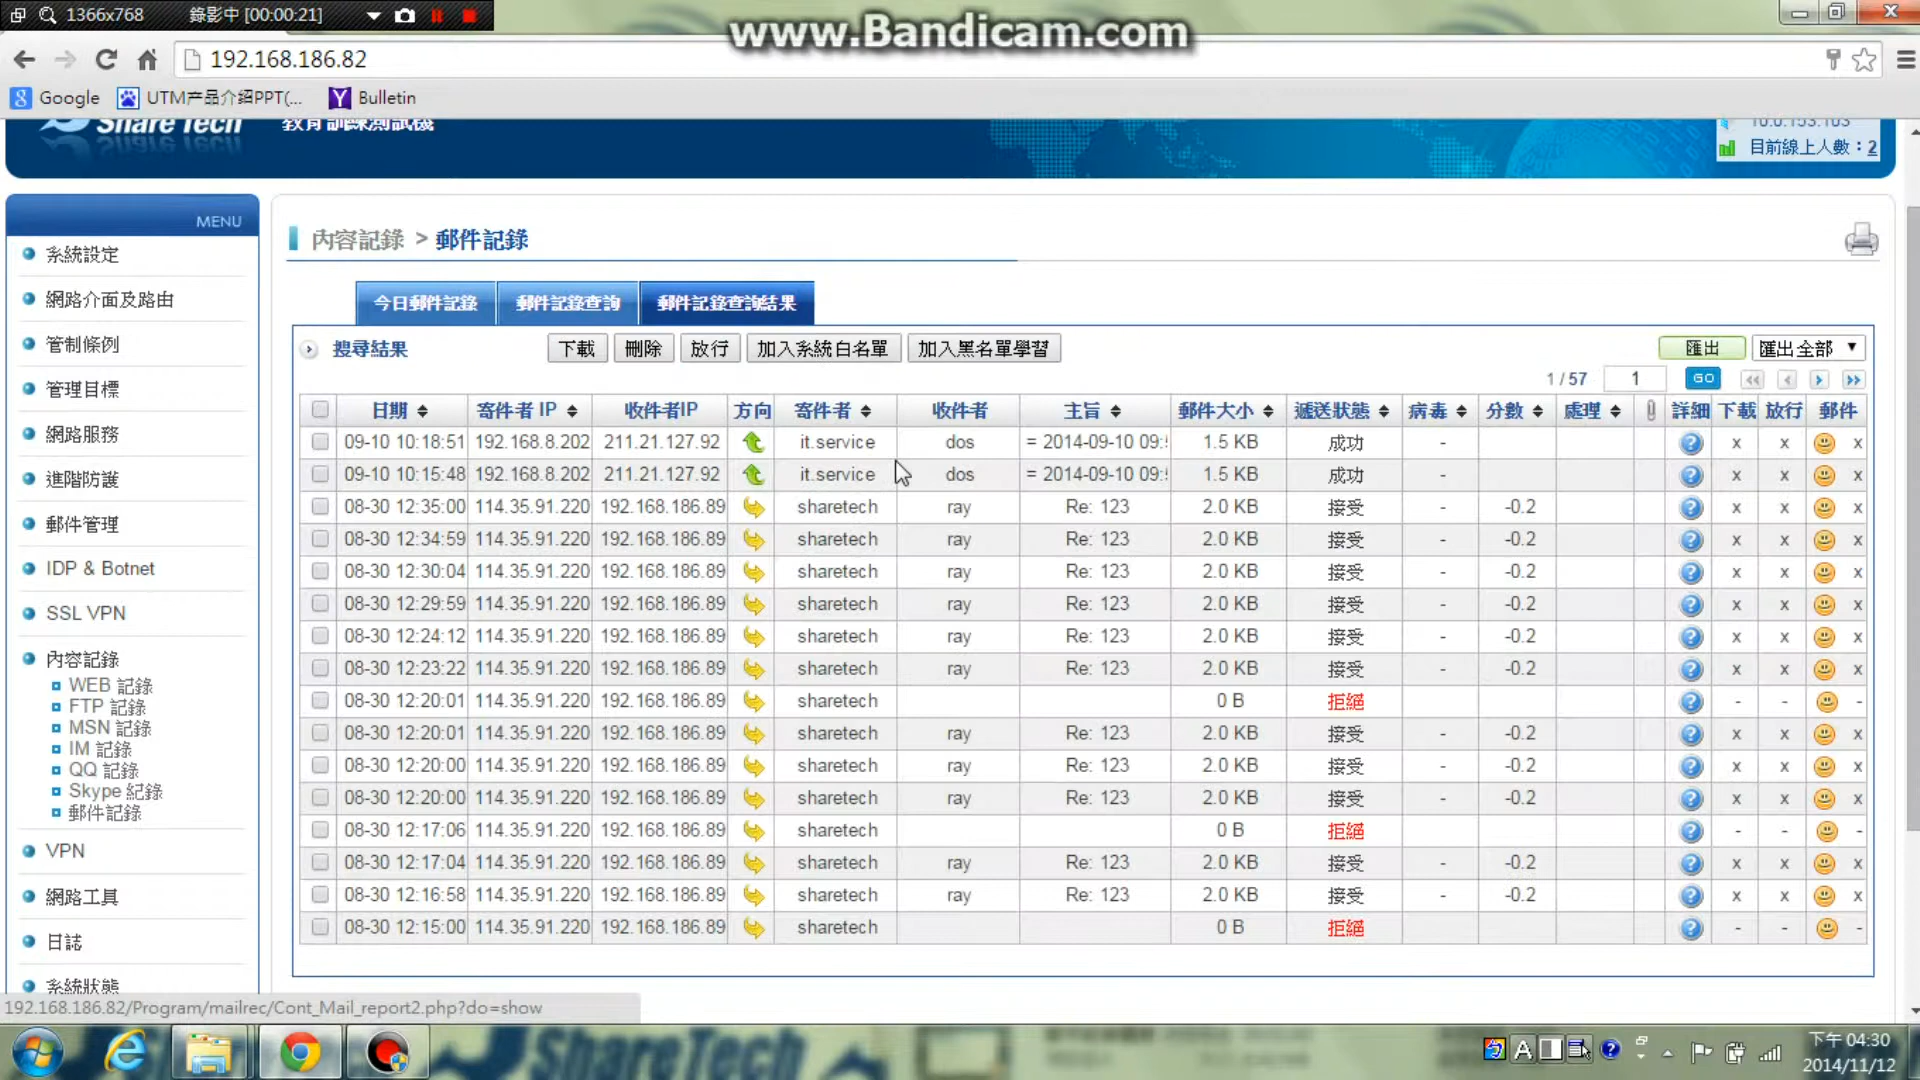 1366x768 錄影中 [00:00:21]
www.Bandicam.com
192.168.186.82
Google UTM产品介绍PPT(... Bulletin
ShareTech 教育訓練測試機
10.0.153.103
目前線上人數：2
MENU
系統設定
網路介面及路由
管制條例
管理目標
網路服務
進階防護
郵件管理
IDP & Botnet
SSL VPN
內容記錄
WEB 記錄
FTP 記錄
MSN 記錄
IM 記錄
QQ 記錄
Skype 紀錄
郵件記錄
VPN
網路工具
日誌
系統狀態
內容記錄 > 郵件記錄
今日郵件記錄 郵件記錄查詢 郵件記錄查詢結果
搜尋結果 下載 刪除 放行 加入系統白名單 加入黑名單學習 匯出 匯出全部
1 / 57 1 GO
日期 寄件者 IP 收件者IP 方向 寄件者 收件者 主旨 郵件大小 遞送狀態 病毒 分數 處理 詳細 下載 放行 郵件
09-10 10:18:51 192.168.8.202 211.21.127.92 it.service dos = 2014-09-10 09: 1.5 KB 成功 - x x x
09-10 10:15:48 192.168.8.202 211.21.127.92 it.service dos = 2014-09-10 09: 1.5 KB 成功 - x x x
08-30 12:35:00 114.35.91.220 192.168.186.89 sharetech ray Re: 123 2.0 KB 接受 - -0.2 x x x
08-30 12:34:59 114.35.91.220 192.168.186.89 sharetech ray Re: 123 2.0 KB 接受 - -0.2 x x x
08-30 12:30:04 114.35.91.220 192.168.186.89 sharetech ray Re: 123 2.0 KB 接受 - -0.2 x x x
08-30 12:29:59 114.35.91.220 192.168.186.89 sharetech ray Re: 123 2.0 KB 接受 - -0.2 x x x
08-30 12:24:12 114.35.91.220 192.168.186.89 sharetech ray Re: 123 2.0 KB 接受 - -0.2 x x x
08-30 12:23:22 114.35.91.220 192.168.186.89 sharetech ray Re: 123 2.0 KB 接受 - -0.2 x x x
08-30 12:20:01 114.35.91.220 192.168.186.89 sharetech 0 B 拒絕 - - -
08-30 12:20:01 114.35.91.220 192.168.186.89 sharetech ray Re: 123 2.0 KB 接受 - -0.2 x x x
08-30 12:20:00 114.35.91.220 192.168.186.89 sharetech ray Re: 123 2.0 KB 接受 - -0.2 x x x
08-30 12:20:00 114.35.91.220 192.168.186.89 sharetech ray Re: 123 2.0 KB 接受 - -0.2 x x x
08-30 12:17:06 114.35.91.220 192.168.186.89 sharetech 0 B 拒絕 - - -
08-30 12:17:04 114.35.91.220 192.168.186.89 sharetech ray Re: 123 2.0 KB 接受 - -0.2 x x x
08-30 12:16:58 114.35.91.220 192.168.186.89 sharetech ray Re: 123 2.0 KB 接受 - -0.2 x x x
08-30 12:15:00 114.35.91.220 192.168.186.89 sharetech 0 B 拒絕 - - -
192.168.186.82/Program/mailrec/Cont_Mail_report2.php?do=show
ShareTech
A
下午 04:30
2014/11/12